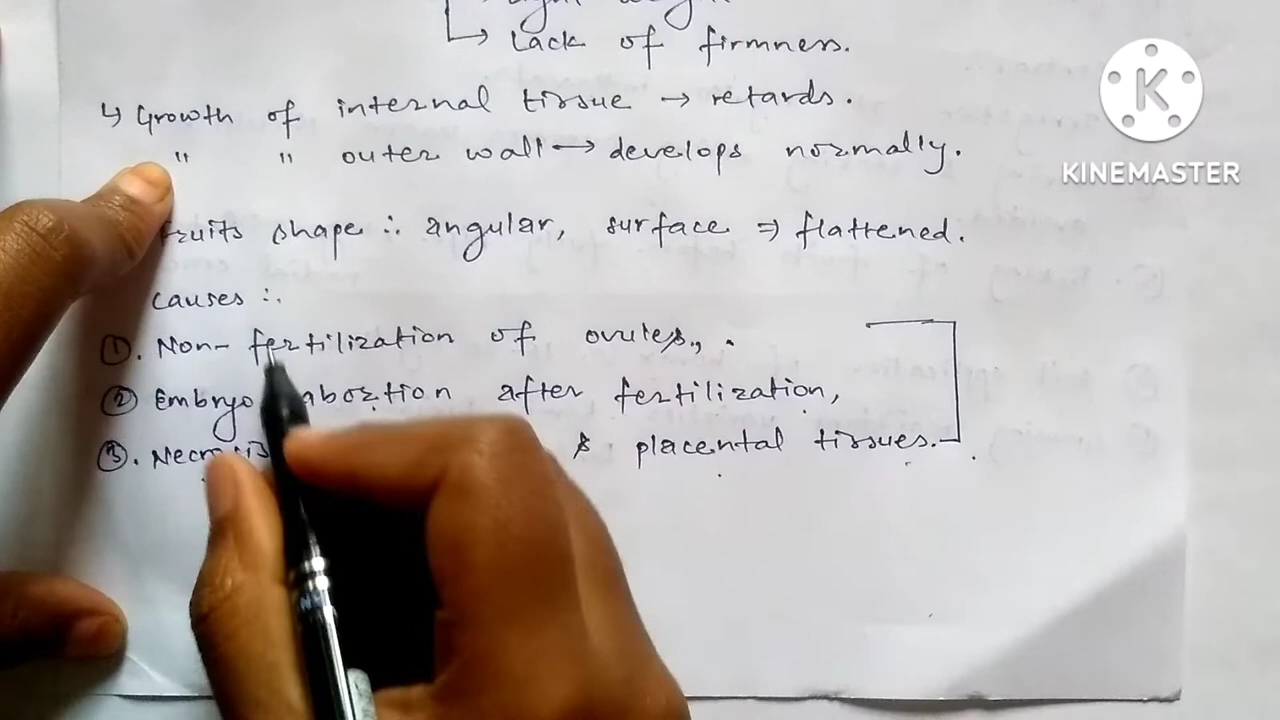 ↳ Lack of firmness.
↳ Growth of internal tissue → retards.
" " outer wall → develops normally.
Fruits shape ∴ angular, surface ⇒ flattened.
causes ∴
①. Non-fertilization of ovules,.
② Embryo abortion after fertilization,
③. & placental tissues.
K
KINEMASTER